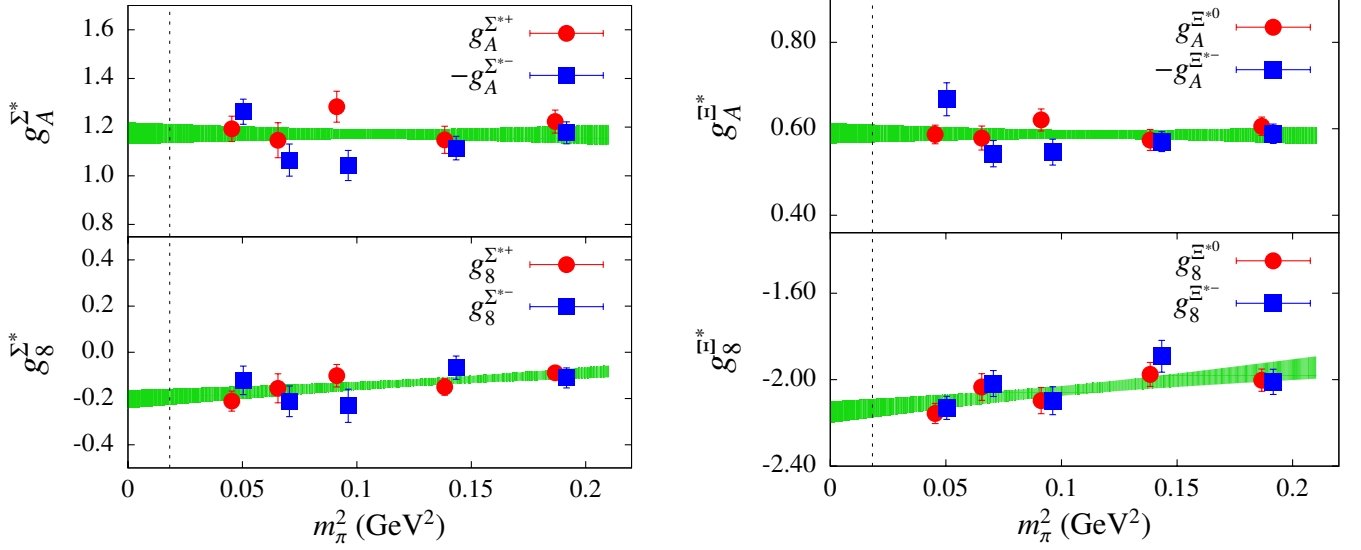 1.6
1.4
1.2
1.0
0.8
g_A^{Σ*}
g_A^{Σ*+}
−g_A^{Σ*−}
0.4
0.2
0.0
-0.2
-0.4
g_8^{Σ*}
g_8^{Σ*+}
g_8^{Σ*−}
0 0.05 0.1 0.15 0.2
m_π^2 (GeV^2)
0.80
0.60
0.40
g_A^{Ξ*}
g_A^{Ξ*0}
−g_A^{Ξ*−}
-1.60
-2.00
-2.40
g_8^{Ξ*}
g_8^{Ξ*0}
g_8^{Ξ*−}
0 0.05 0.1 0.15 0.2
m_π^2 (GeV^2)